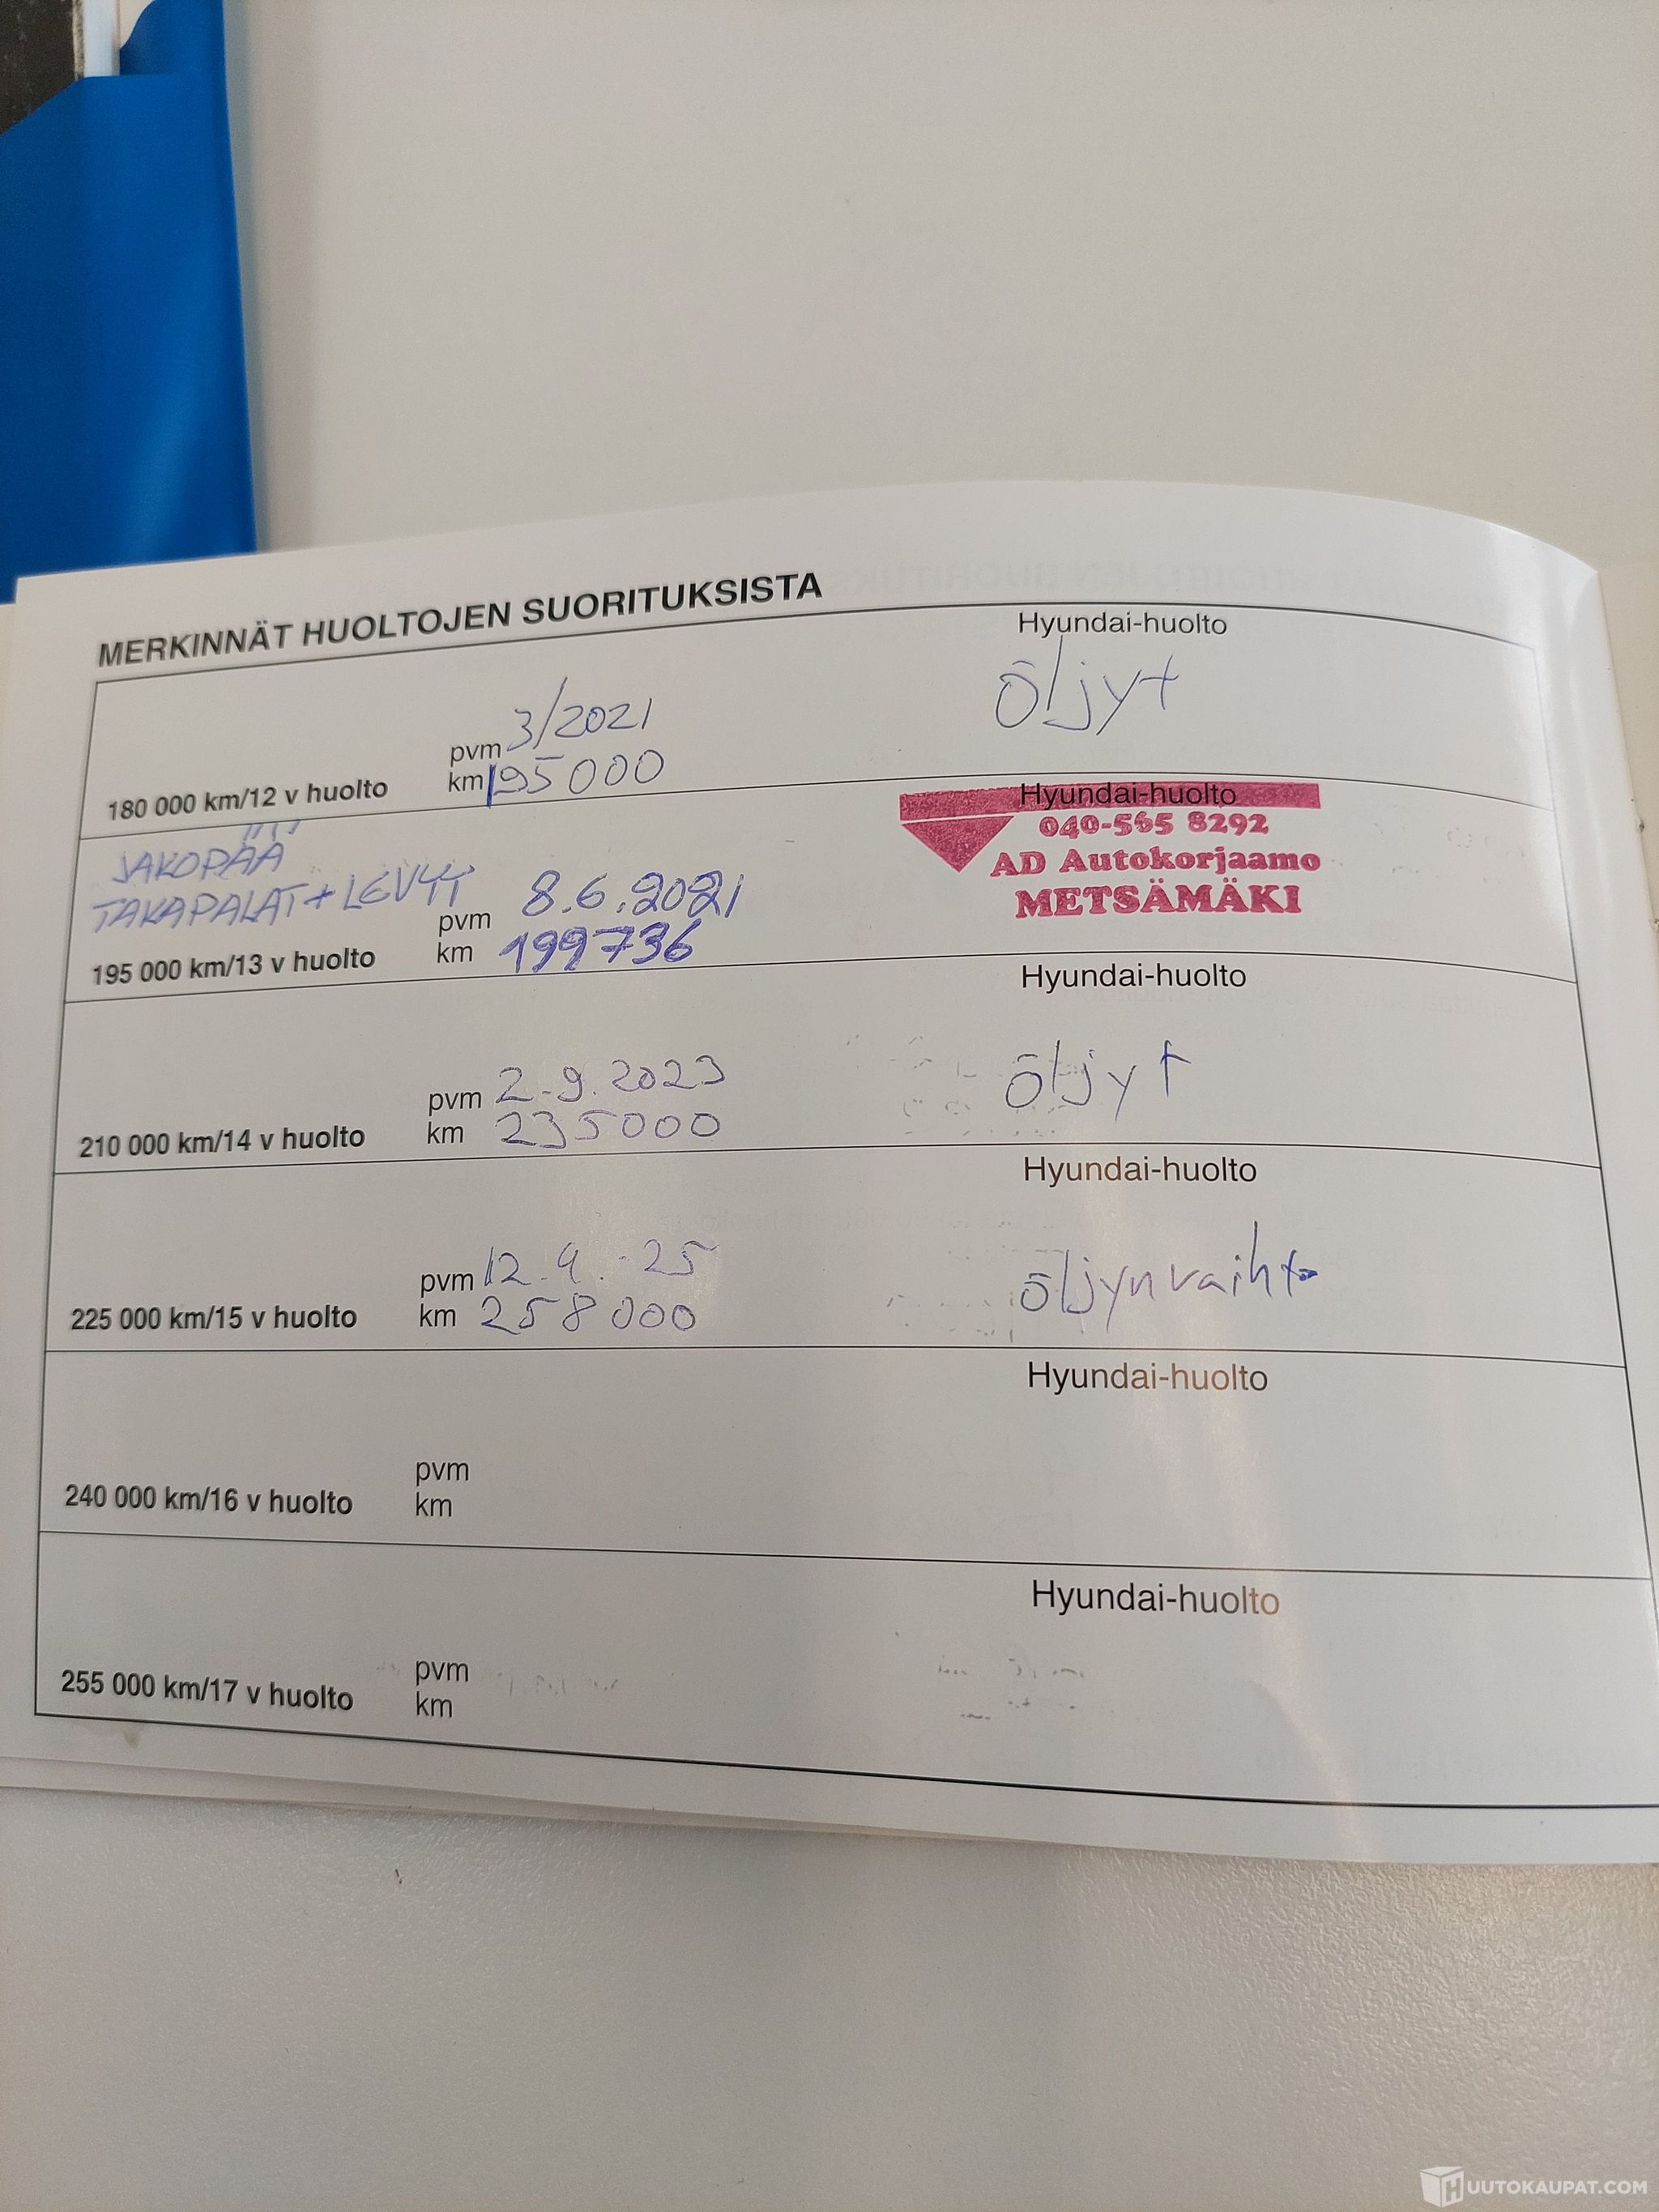 MERKINNÄT HUOLTOJEN SUORITUKSISTA
Hyundai-huolto
öljyt
pvm 3/2021
km 195000
180 000 km/12 v huolto
Hyundai-huolto
040-565 8292
AD Autokorjaamo
METSÄMÄKI
JAKOPÄÄ
TAKAPALAT + LEVYT
pvm 8.6.2021
km 199736
195 000 km/13 v huolto
Hyundai-huolto
öljyt
pvm 2.9.2023
km 235000
210 000 km/14 v huolto
Hyundai-huolto
öljynvaihto
pvm 12.9.-25
km 258000
225 000 km/15 v huolto
Hyundai-huolto
pvm
km
240 000 km/16 v huolto
Hyundai-huolto
pvm
km
255 000 km/17 v huolto
HUUTOKAUPAT.COM